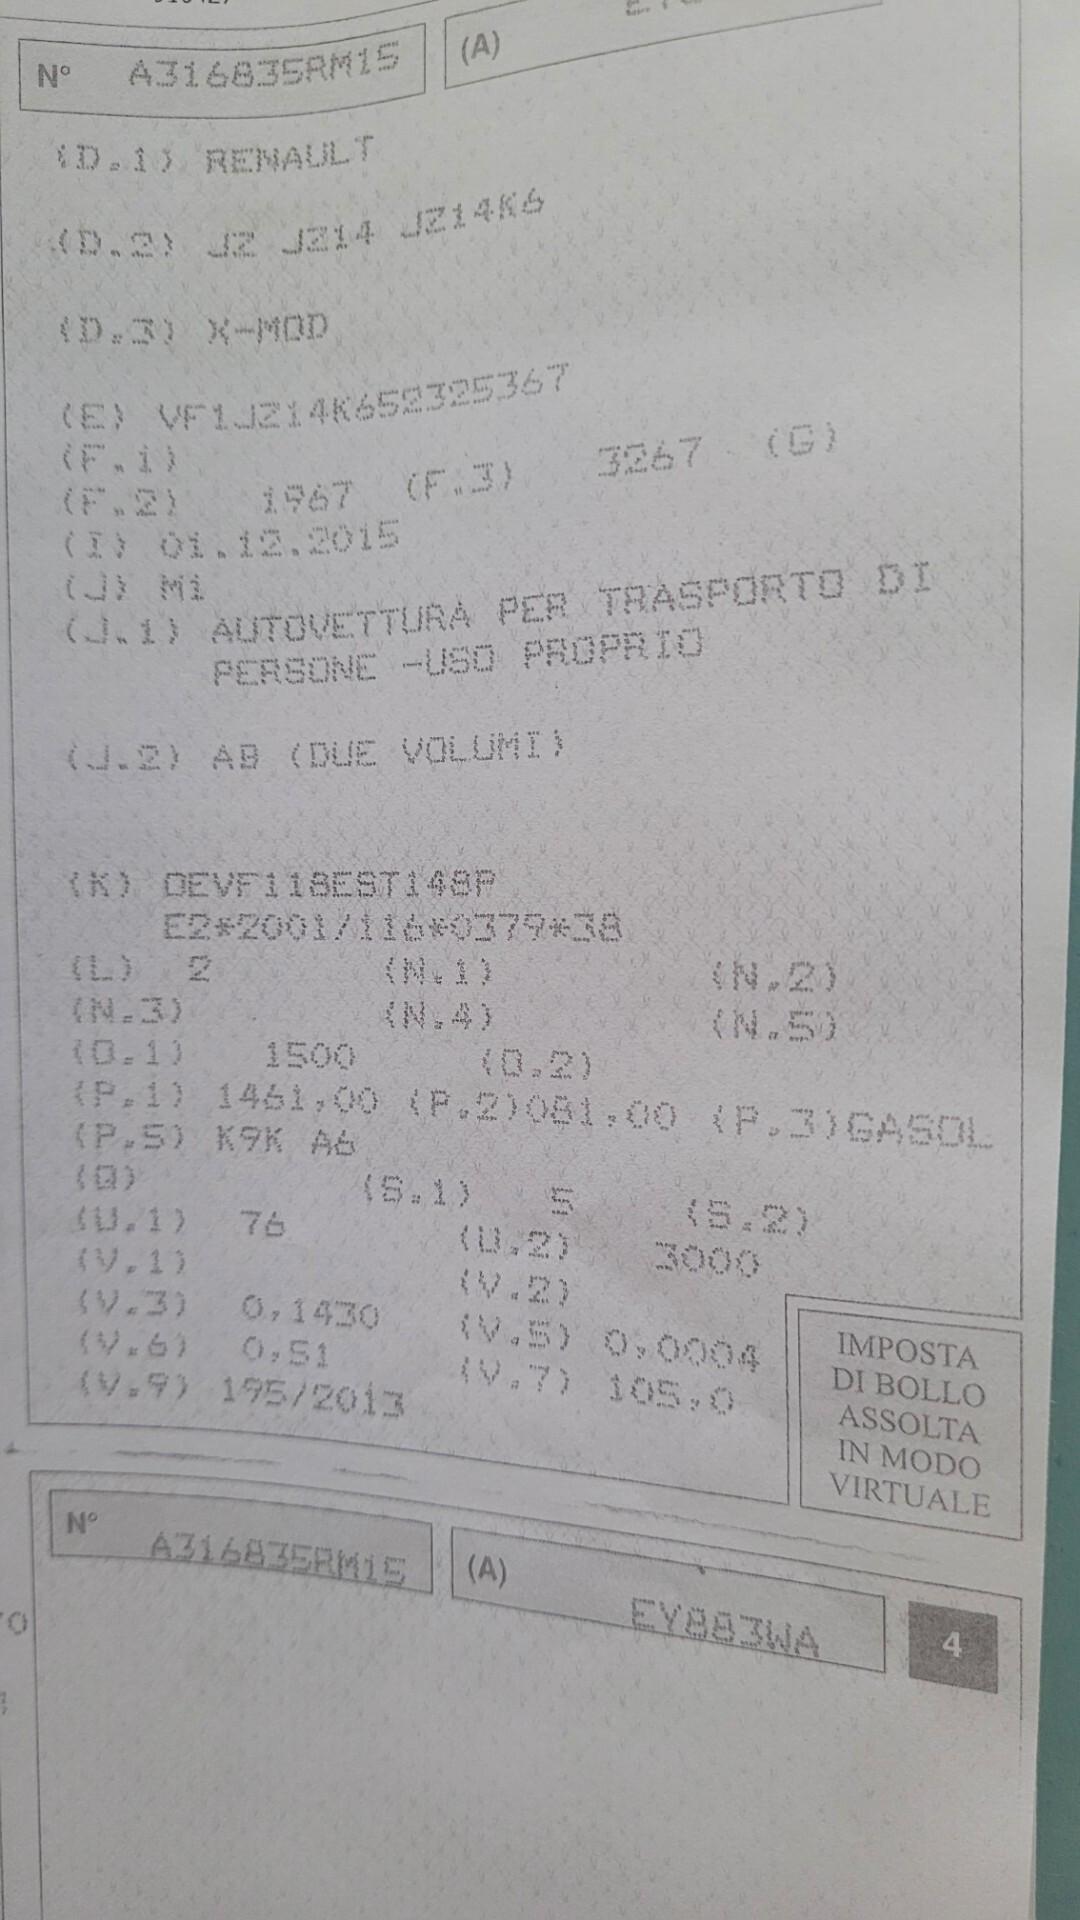 N° A316835RM15 (A)
(D.1) RENAULT
(D.2) JZ JZ14 JZ14K6
(D.3) X-MOD
(E) VF1JZ14K652325367
(F.1)
(F.2) 1967 (F.3) 3267 (G)
(I) 01.12.2015
(J) M1
(J.1) AUTOVETTURA PER TRASPORTO DI
PERSONE -USO PROPRIO
(J.2) AB (DUE VOLUMI)
(K) OEVF118EST148P
E2*2001/116*0379*38
(L) 2 (N.1) (N.2)
(N.3) (N.4) (N.5)
(O.1) 1500 (O.2)
(P.1) 1461,00 (P.2)081,00 (P.3)GASOL
(P.5) K9K A6
(Q) (S.1) 5 (S.2)
(U.1) 76 (U.2) 3000
(V.1) (V.2)
(V.3) 0,1430 (V.5) 0,0004
(V.6) 0,51 (V.7) 105,0
(V.9) 195/2013
IMPOSTA
DI BOLLO
ASSOLTA
IN MODO
VIRTUALE
N° A316835RM15 (A) EY883WA 4